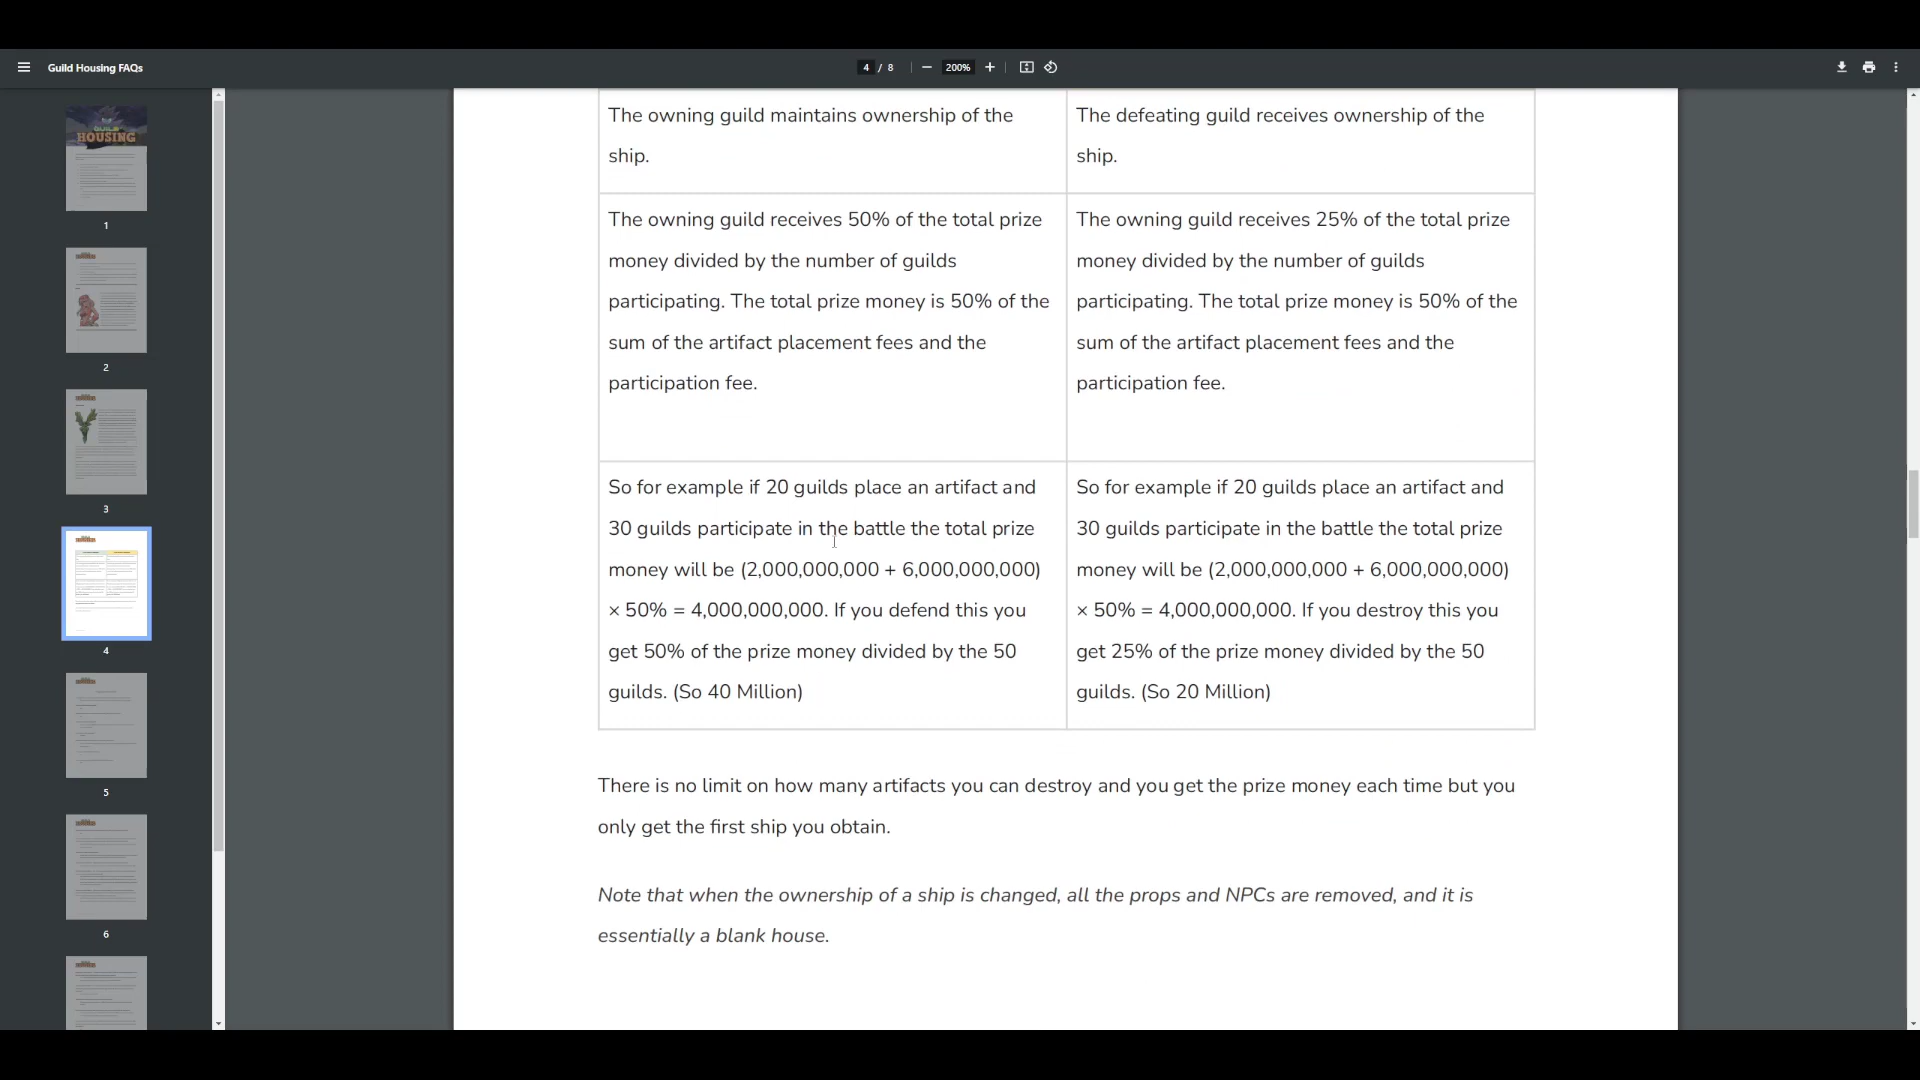 Guild Housing FAQs
4 / 8
200%
The owning guild maintains ownership of the
ship.
The defeating guild receives ownership of the
ship.
The owning guild receives 50% of the total prize
money divided by the number of guilds
participating. The total prize money is 50% of the
sum of the artifact placement fees and the
participation fee.
The owning guild receives 25% of the total prize
money divided by the number of guilds
participating. The total prize money is 50% of the
sum of the artifact placement fees and the
participation fee.
So for example if 20 guilds place an artifact and
30 guilds participate in the battle the total prize
money will be (2,000,000,000 + 6,000,000,000)
× 50% = 4,000,000,000. If you defend this you
get 50% of the prize money divided by the 50
guilds. (So 40 Million)
So for example if 20 guilds place an artifact and
30 guilds participate in the battle the total prize
money will be (2,000,000,000 + 6,000,000,000)
× 50% = 4,000,000,000. If you destroy this you
get 25% of the prize money divided by the 50
guilds. (So 20 Million)
There is no limit on how many artifacts you can destroy and you get the prize money each time but you
only get the first ship you obtain.
Note that when the ownership of a ship is changed, all the props and NPCs are removed, and it is
essentially a blank house.
GUILD
HOUSING
1
2
3
4
5
6